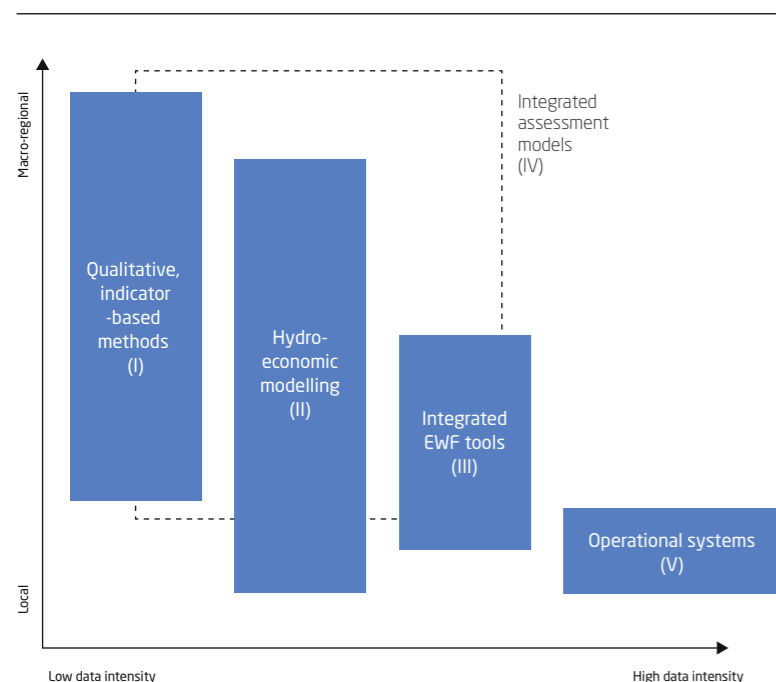 Macro-regional
Local
Qualitative,
indicator
-based
methods
(I)
Hydro-
economic
modelling
(II)
Integrated
EWF tools
(III)
Integrated
assessment
models
(IV)
Operational systems
(V)
Low data intensity
High data intensity